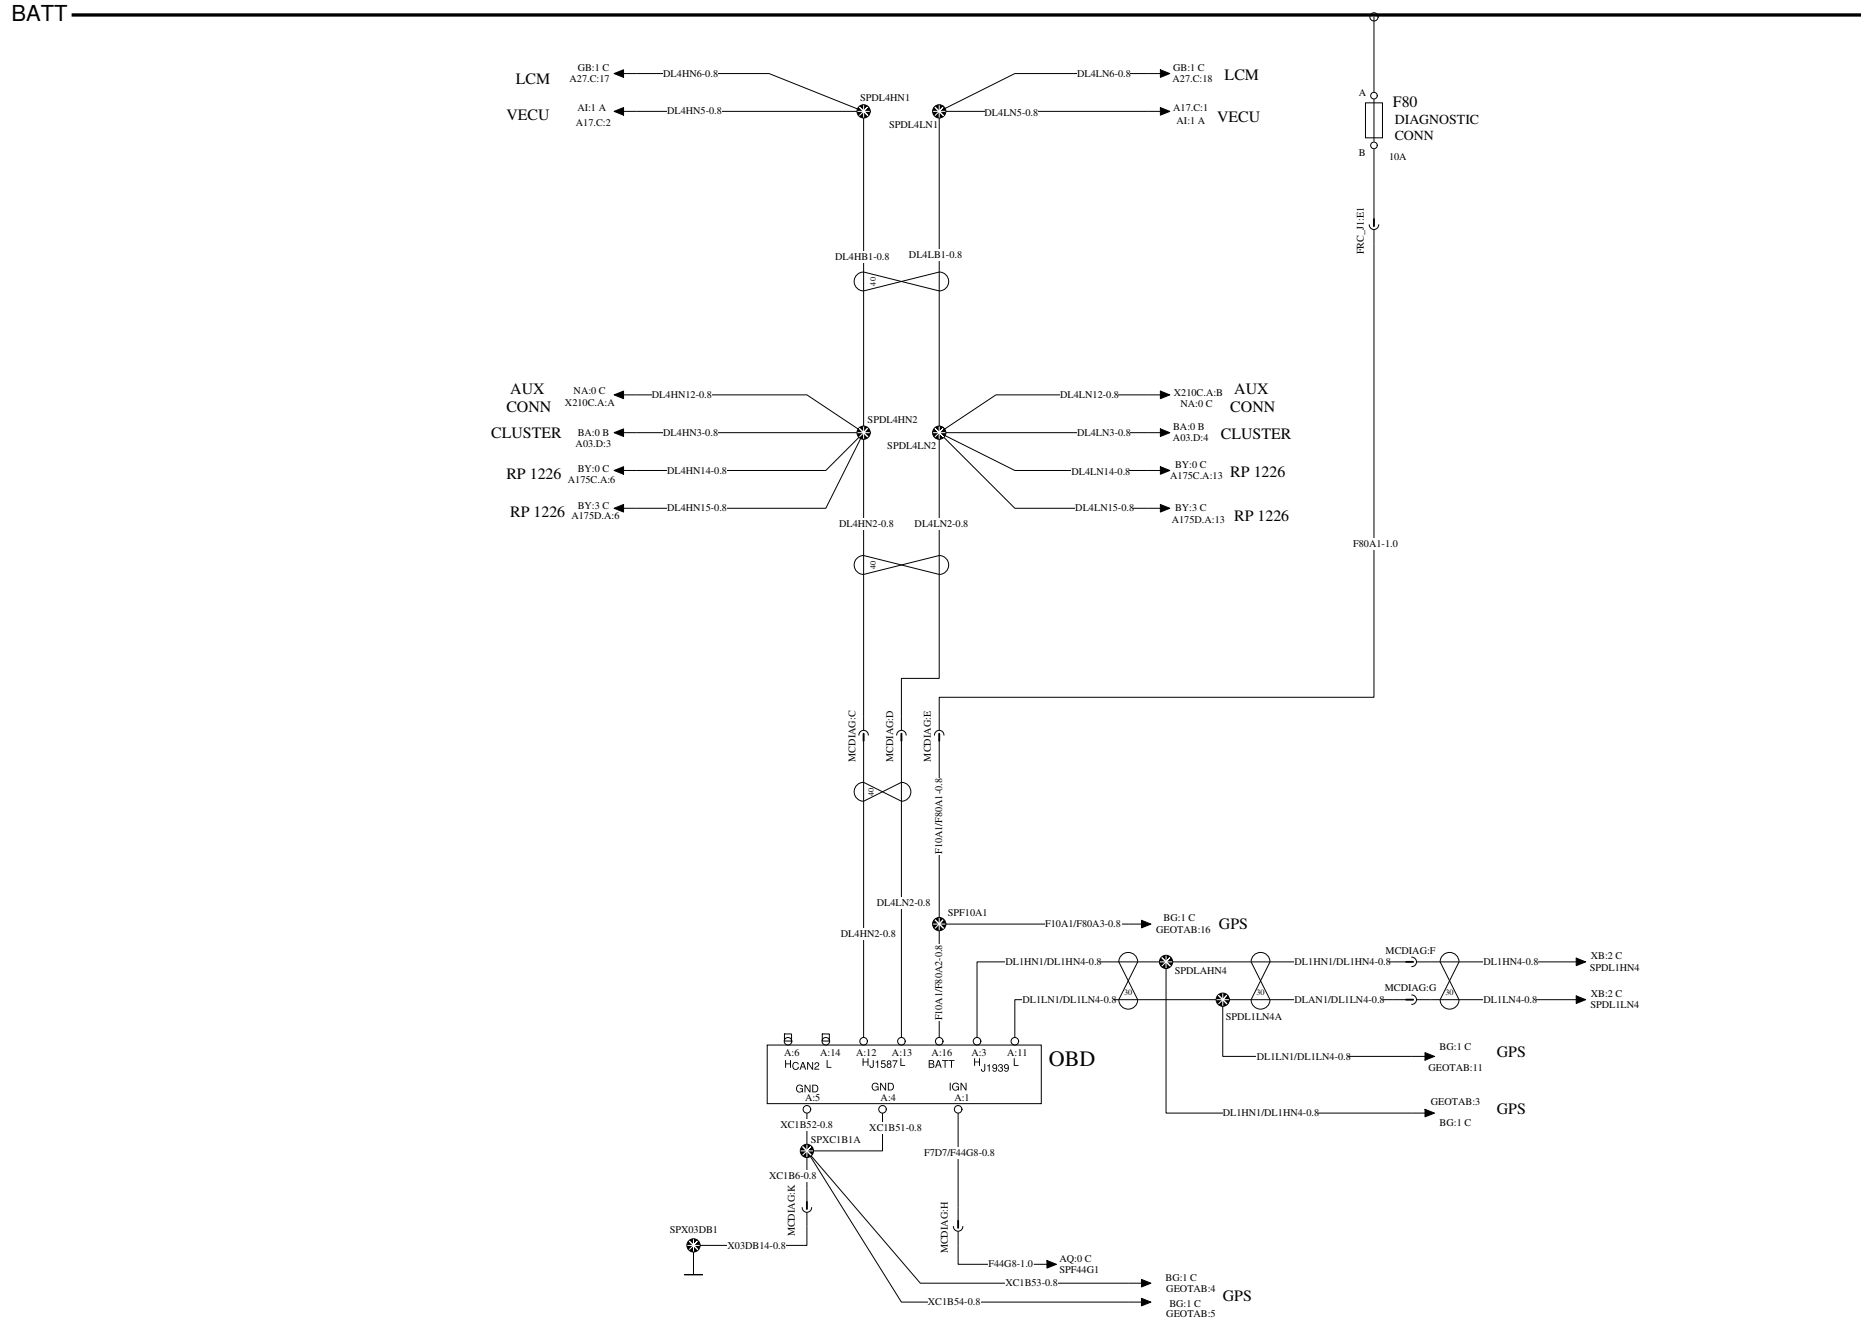 BATT
LCM
GB:1 C
A27.C:17
DL4HN6-0.8
SPDL4HN1
DL4LN6-0.8
GB:1 C
A27.C:18
LCM
VECU
AI:1 A
A17.C:2
DL4HN5-0.8
SPDL4LN1
DL4LN5-0.8
A17.C:1
AI:1 A
VECU
A
F80
DIAGNOSTIC
CONN
B
10A
FRC_J1:E1
DL4HB1-0.8
DL4LB1-0.8
40
AUX
CONN
NA:0 C
X210C.A:A
DL4HN12-0.8
DL4LN12-0.8
X210C.A:B
NA:0 C
AUX
CONN
SPDL4HN2
SPDL4LN2
CLUSTER
BA:0 B
A03.D:3
DL4HN3-0.8
DL4LN3-0.8
BA:0 B
A03.D:4
CLUSTER
RP 1226
BY:0 C
A175C.A:6
DL4HN14-0.8
DL4LN14-0.8
BY:0 C
A175C.A:13
RP 1226
RP 1226
BY:3 C
A175D.A:6
DL4HN15-0.8
DL4LN15-0.8
BY:3 C
A175D.A:13
RP 1226
DL4HN2-0.8
DL4LN2-0.8
F80A1-1.0
40
MCDIAG:C
MCDIAG:D
MCDIAG:E
40
F10A1/F80A1-0.8
DL4LN2-0.8
SPF10A1
F10A1/F80A3-0.8
BG:1 C
GEOTAB:16
GPS
DL4HN2-0.8
F10A1/F80A2-0.8
DL1HN1/DL1HN4-0.8
SPDLAHN4
DL1HN1/DL1HN4-0.8
MCDIAG:F
DL1HN4-0.8
XB:2 C
SPDL1HN4
30
30
30
DL1LN1/DL1LN4-0.8
SPDL1LN4A
DLAN1/DL1LN4-0.8
MCDIAG:G
DL1LN4-0.8
XB:2 C
SPDL1LN4
A:6
A:14
A:12
A:13
A:16
A:3
A:11
H
CAN2
L
H
J1587
L
BATT
H
J1939
L
OBD
DL1LN1/DL1LN4-0.8
BG:1 C
GEOTAB:11
GPS
GND
A:5
GND
A:4
IGN
A:1
DL1HN1/DL1HN4-0.8
GEOTAB:3
BG:1 C
GPS
XC1B52-0.8
XC1B51-0.8
SPXC1B1A
F7D7/F44G8-0.8
XC1B6-0.8
MCDIAG:K
MCDIAG:H
SPX03DB1
X03DB14-0.8
F44G8-1.0
AQ:0 C
SPF44G1
XC1B53-0.8
BG:1 C
GEOTAB:4
GPS
XC1B54-0.8
BG:1 C
GEOTAB:5